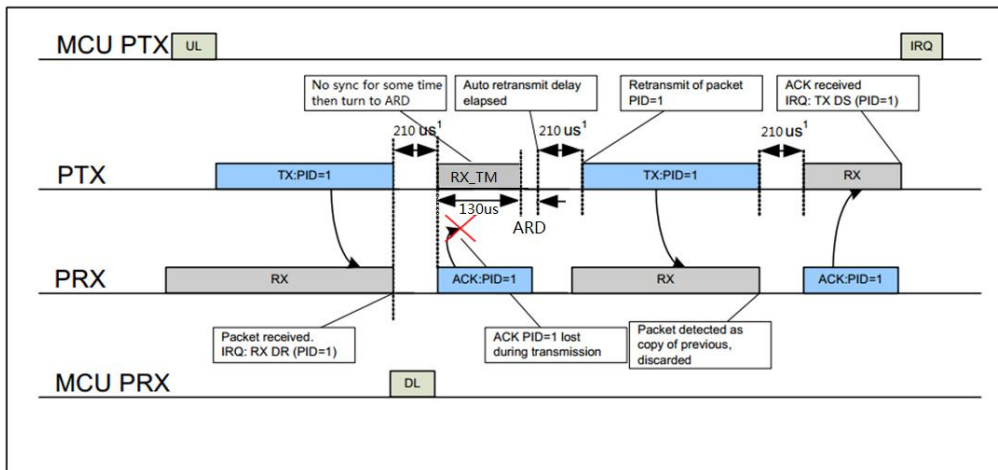 MCU PTX
UL
IRQ
No sync for some time
then turn to ARD
Auto retransmit delay
elapsed
Retransmit of packet
PID=1
ACK received
IRQ: TX DS (PID=1)
210 us1
210 us1
210 us1
PTX
TX:PID=1
RX_TM
TX:PID=1
RX
130us
ARD
PRX
RX
ACK:PID=1
RX
ACK:PID=1
Packet received.
IRQ: RX DR (PID=1)
ACK PID=1 lost
during transmission
Packet detected as
copy of previous,
discarded
MCU PRX
DL